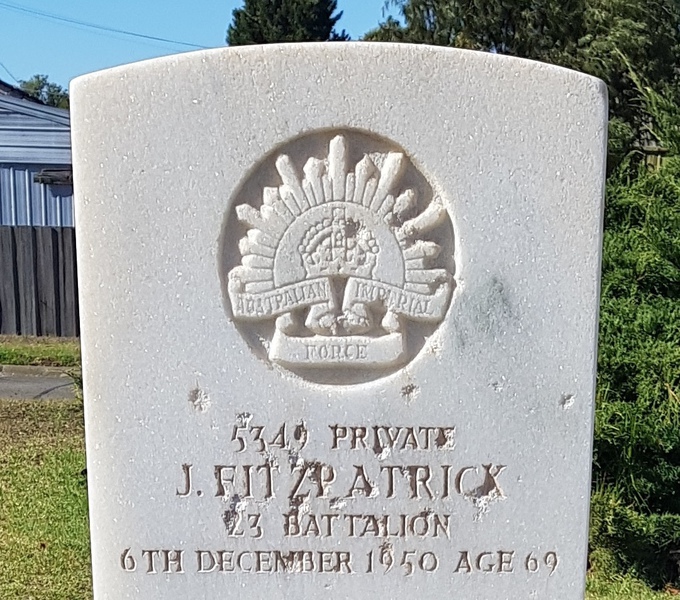 AUSTRALIAN IMPERIAL
FORCE
5349 PRIVATE
J. FITZPATRICK
23 BATTALION
6TH DECEMBER 1950 AGE 69